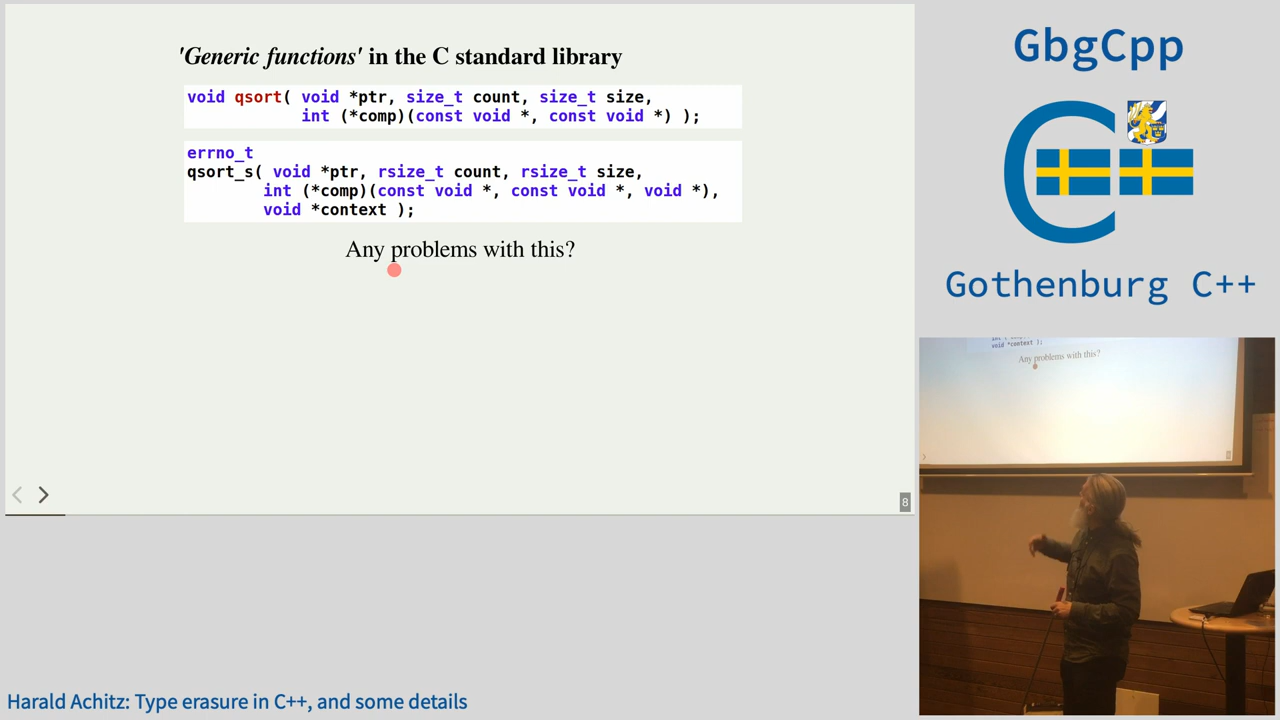 'Generic functions' in the C standard library
void qsort( void *ptr, size_t count, size_t size,
int (*comp)(const void *, const void *) );
errno_t
qsort_s( void *ptr, rsize_t count, rsize_t size,
int (*comp)(const void *, const void *, void *),
void *context );
Any problems with this?
8
GbgCpp
Gothenburg C++
void *context );
Any problems with this?
Harald Achitz: Type erasure in C++, and some details